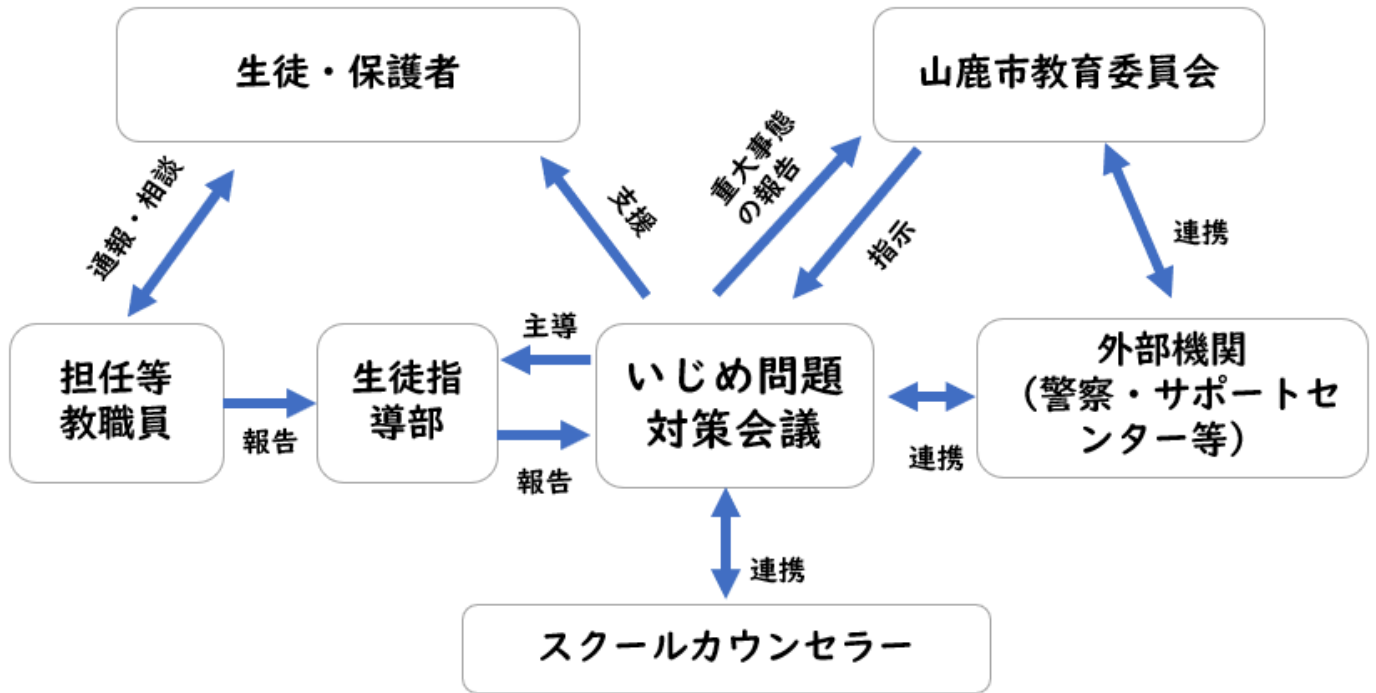 生徒・保護者
山鹿市教育委員会
通報・相談
支援
重大事態
の報告
指示
連携
担任等
教職員
報告
生徒指
導部
主導
報告
いじめ問題
対策会議
連携
外部機関
（警察・サポートセ
ンター等）
連携
スクールカウンセラー